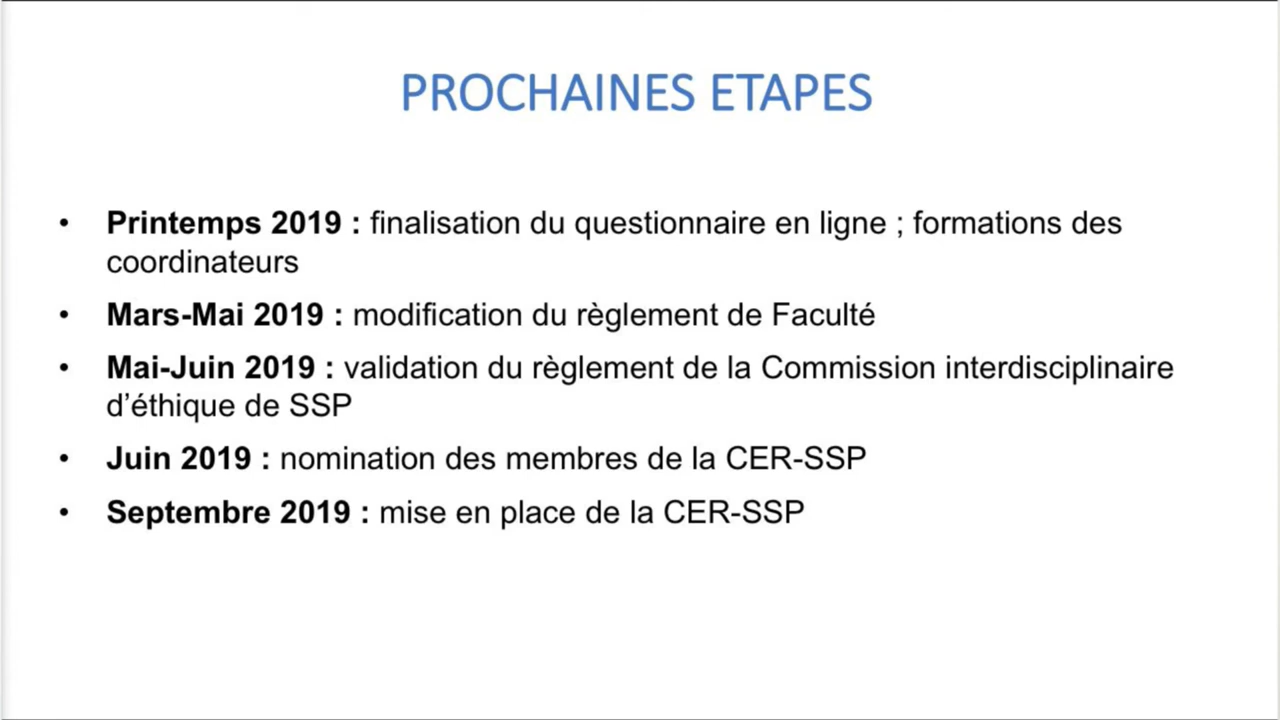 PROCHAINES ETAPES
• Printemps 2019 : finalisation du questionnaire en ligne ; formations des
coordinateurs
• Mars-Mai 2019 : modification du règlement de Faculté
• Mai-Juin 2019 : validation du règlement de la Commission interdisciplinaire
d’éthique de SSP
• Juin 2019 : nomination des membres de la CER-SSP
• Septembre 2019 : mise en place de la CER-SSP